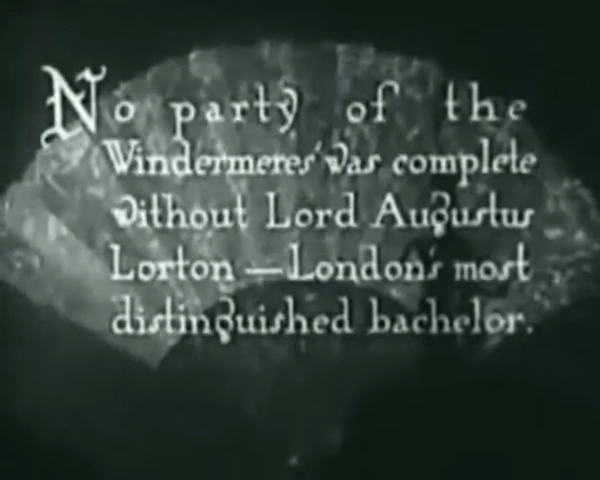 No party of the
Windermeres' was complete
without Lord Augustus
Lorton — London's most
distinguished bachelor.